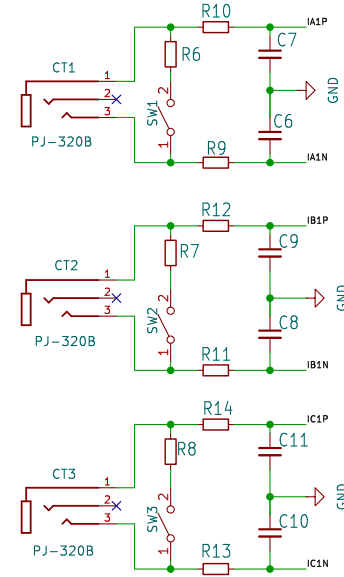 R10
IA1P
C7
R6
CT1
1
2
3
PJ-320B
2
SW1
1
GND
C6
R9
IA1N
R12
IB1P
C9
R7
CT2
1
2
3
PJ-320B
2
SW2
1
GND
C8
R11
IB1N
R14
IC1P
C11
R8
CT3
1
2
3
PJ-320B
2
SW3
1
GND
C10
R13
IC1N